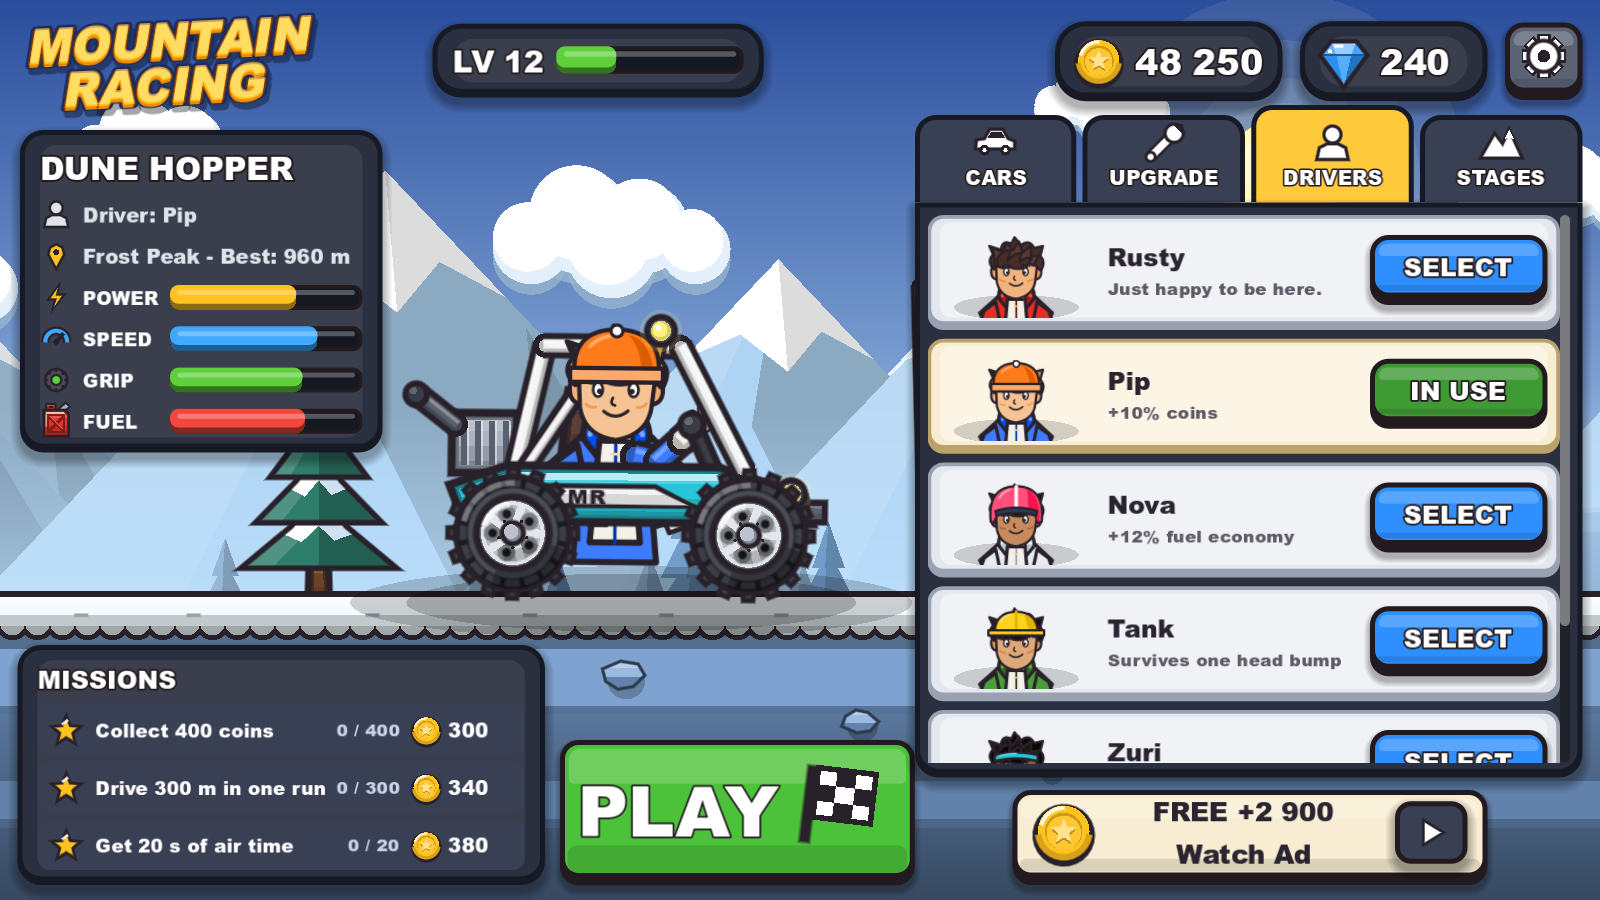 MOUNTAIN
RACING
LV 12
48 250
240
DUNE HOPPER
Driver: Pip
Frost Peak - Best: 960 m
POWER
SPEED
GRIP
FUEL
CARS
UPGRADE
DRIVERS
STAGES
Rusty
Just happy to be here.
SELECT
Pip
+10% coins
IN USE
Nova
+12% fuel economy
SELECT
Tank
Survives one head bump
SELECT
Zuri
SELECT
MR
MISSIONS
Collect 400 coins 0 / 400 300
Drive 300 m in one run 0 / 300 340
Get 20 s of air time 0 / 20 380
PLAY
FREE +2 900
Watch Ad